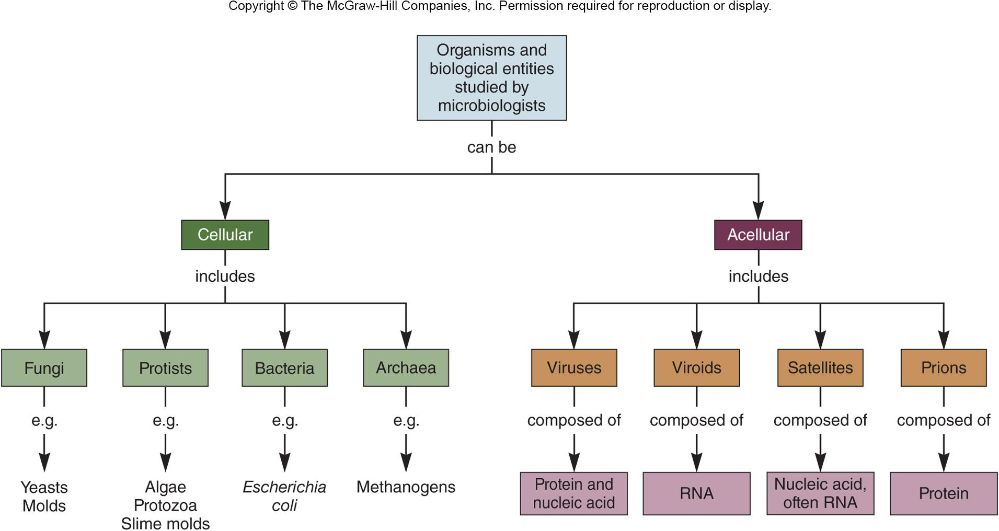 Copyright © The McGraw-Hill Companies, Inc. Permission required for reproduction or display.
Organisms and
biological entities
studied by
microbiologists
can be
Cellular
Acellular
includes
includes
Fungi
Protists
Bacteria
Archaea
Viruses
Viroids
Satellites
Prions
e.g.
e.g.
e.g.
e.g.
composed of
composed of
composed of
composed of
Yeasts
Molds
Algae
Protozoa
Slime molds
Escherichia
coli
Methanogens
Protein and
nucleic acid
RNA
Nucleic acid,
often RNA
Protein